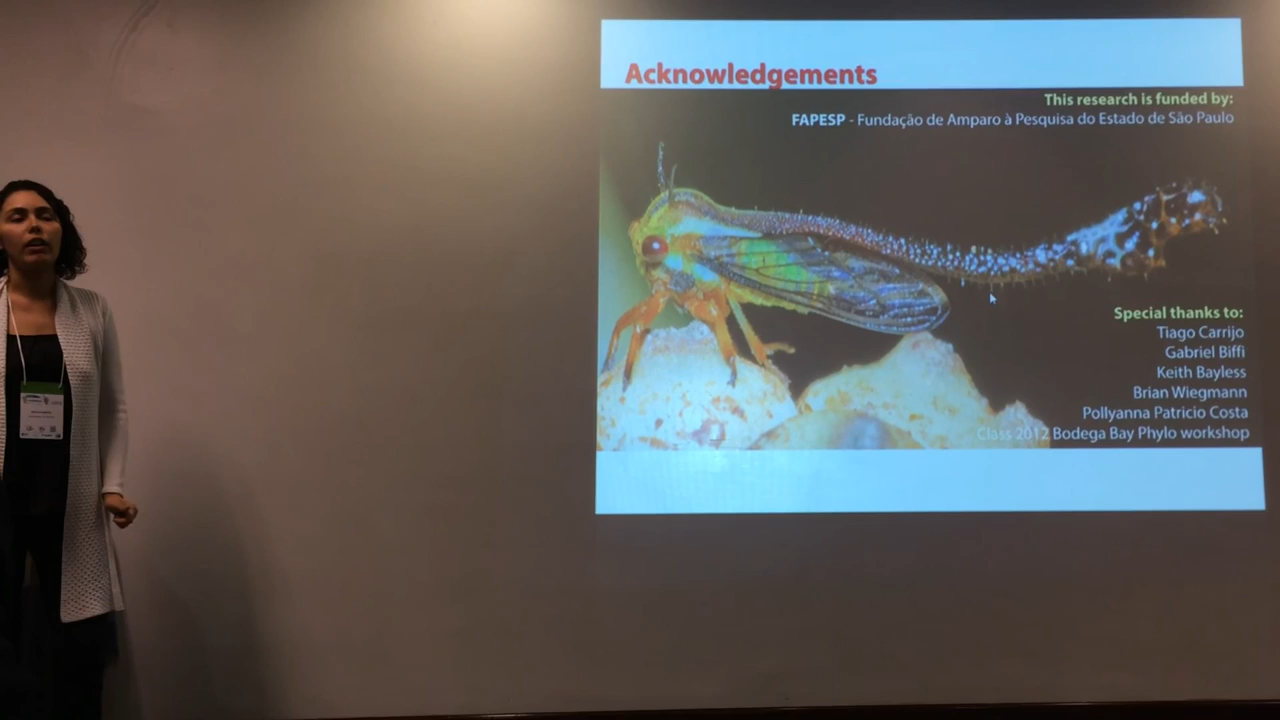 Acknowledgements
This research is funded by:
FAPESP - Fundação de Amparo à Pesquisa do Estado de São Paulo
Special thanks to:
Tiago Carrijo
Gabriel Biffi
Keith Bayless
Brian Wiegmann
Pollyanna Patricio Costa
Class 2012 Bodega Bay Phylo workshop